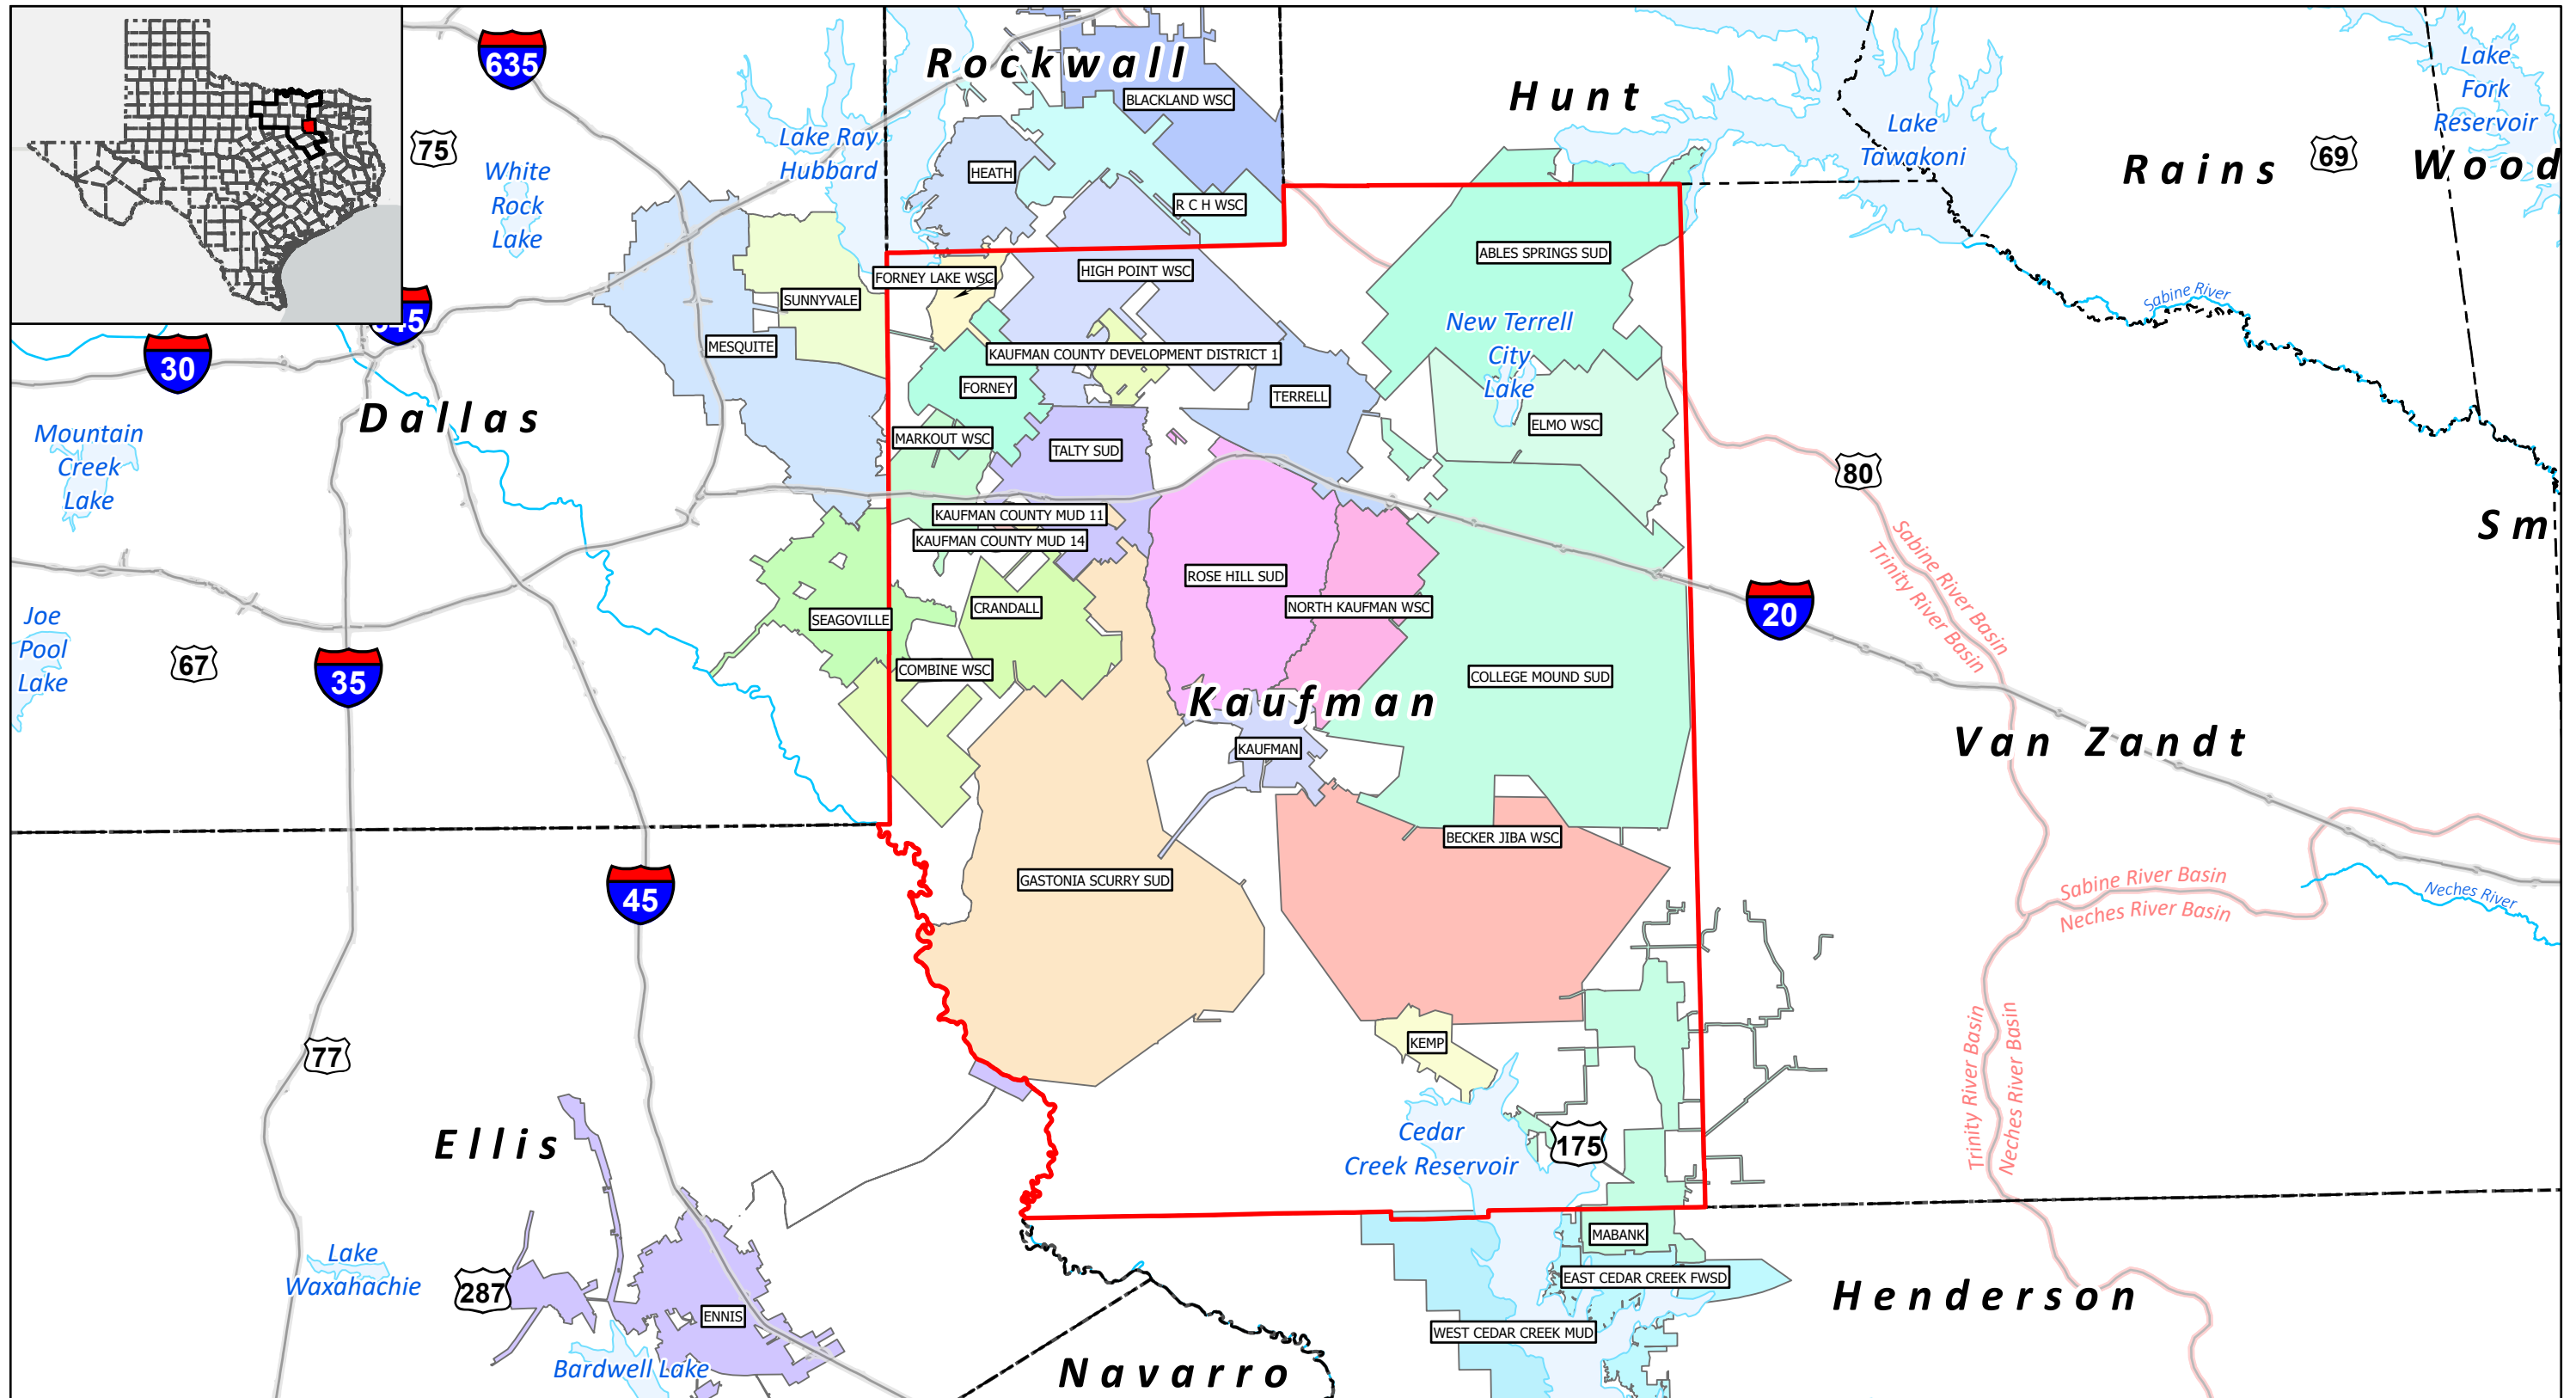 635
Rockwall
BLACKLAND WSC
Hunt
Lake
Fork
Reservoir
75
White
Rock
Lake
Lake Ray
Hubbard
HEATH
R C H WSC
Lake
Tawakoni
Rains
69
Wood
FORNEY LAKE WSC
HIGH POINT WSC
ABLES SPRINGS SUD
SUNNYVALE
Sabine River
45
30
MESQUITE
KAUFMAN COUNTY DEVELOPMENT DISTRICT 1
New Terrell
City
Lake
FORNEY
TERRELL
Dallas
Mountain
Creek
Lake
MARKOUT WSC
TALTY SUD
ELMO WSC
80
KAUFMAN COUNTY MUD 11
KAUFMAN COUNTY MUD 14
Sm
Sabine River Basin
Trinity River Basin
ROSE HILL SUD
NORTH KAUFMAN WSC
20
Joe
Pool
Lake
67
35
SEAGOVILLE
CRANDALL
COMBINE WSC
COLLEGE MOUND SUD
Kaufman
KAUFMAN
Van Zandt
BECKER JIBA WSC
GASTONIA SCURRY SUD
45
Sabine River Basin
Neches River Basin
Neches River
77
KEMP
Trinity River Basin
Neches River Basin
Ellis
Cedar
Creek Reservoir
175
MABANK
Lake
Waxahachie
287
EAST CEDAR CREEK FWSD
Henderson
ENNIS
WEST CEDAR CREEK MUD
Bardwell Lake
Navarro